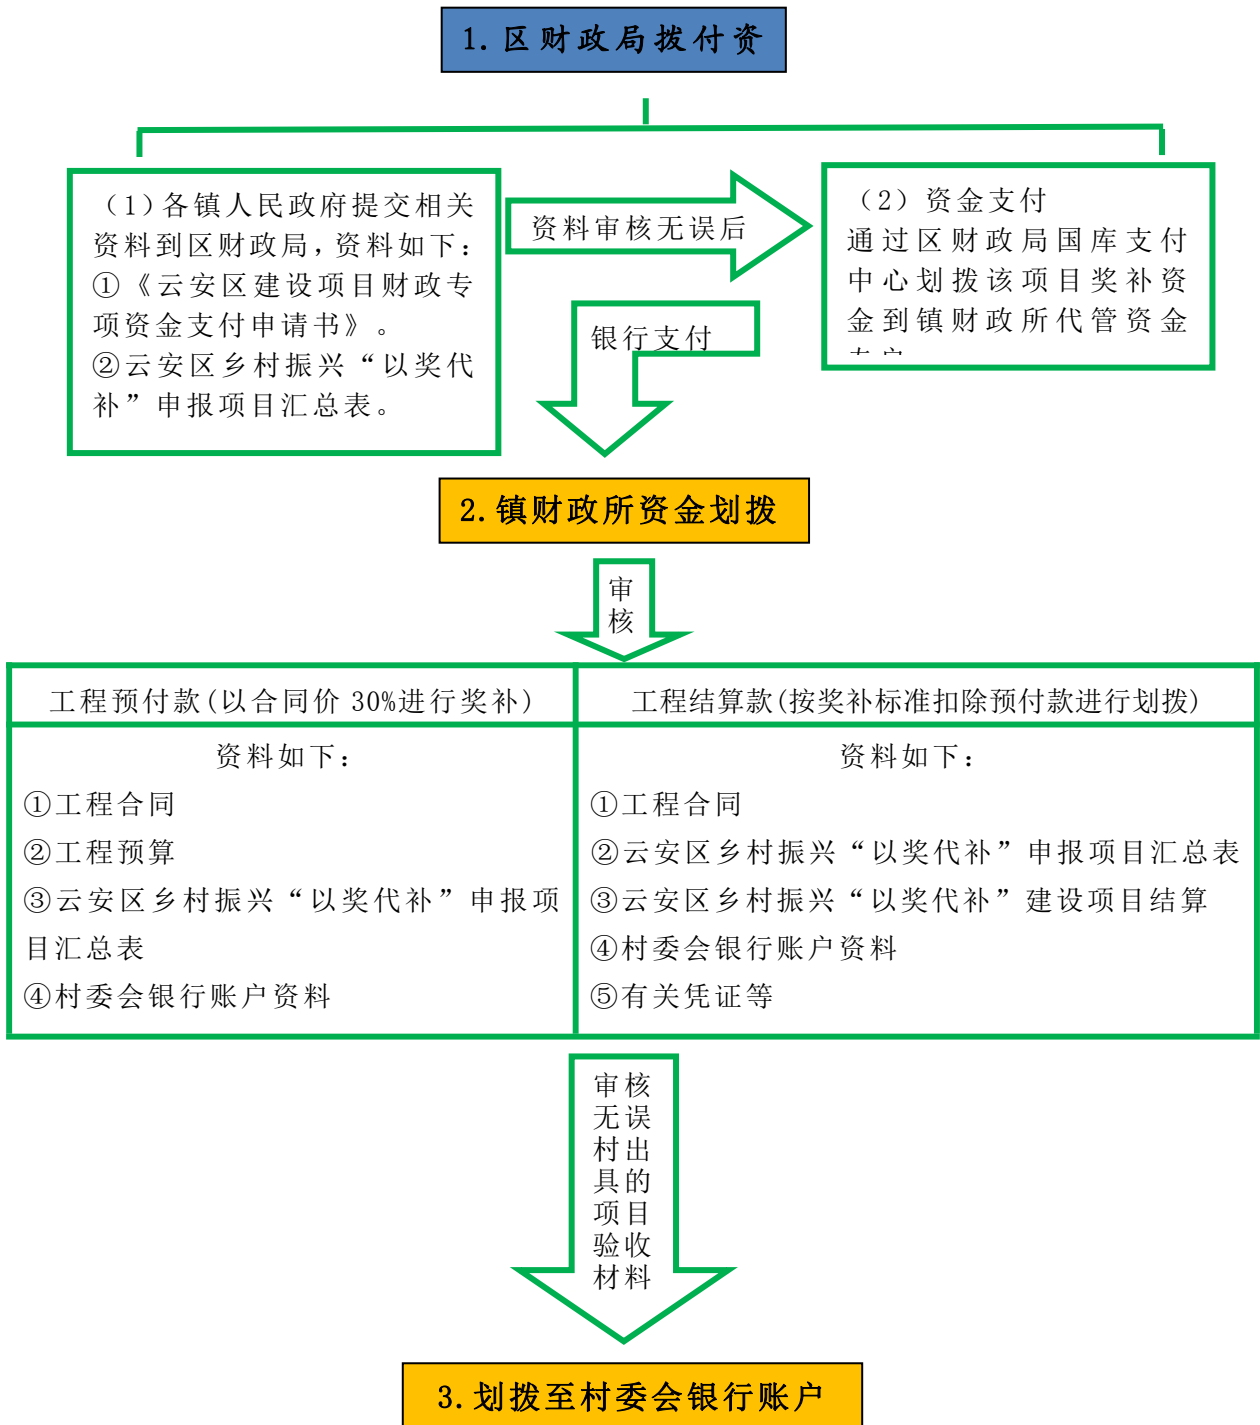 1.区财政局拨付资
（1）各镇人民政府提交相关
资料到区财政局，资料如下：
①《云安区建设项目财政专
项资金支付申请书》。
②云安区乡村振兴“以奖代
补”申报项目汇总表。
资料审核无误后
（2）资金支付
通过区财政局国库支付
中心划拨该项目奖补资
金到镇财政所代管资金
银行支付
2.镇财政所资金划拨
审
核
工程预付款(以合同价 30%进行奖补)
工程结算款(按奖补标准扣除预付款进行划拨)
资料如下：
①工程合同
②工程预算
③云安区乡村振兴“以奖代补”申报项
目汇总表
④村委会银行账户资料
资料如下：
①工程合同
②云安区乡村振兴“以奖代补”申报项目汇总表
③云安区乡村振兴“以奖代补”建设项目结算
④村委会银行账户资料
⑤有关凭证等
审核
无误
村出
具的
项目
验收
材料
3.划拨至村委会银行账户